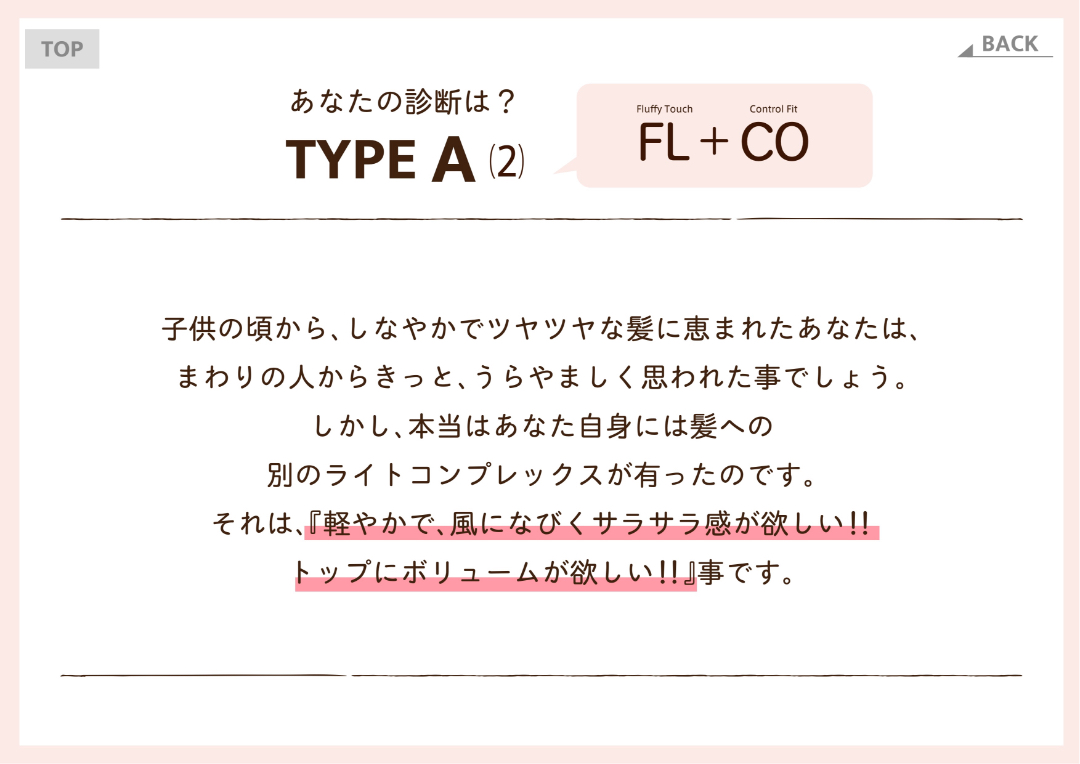 TOP
BACK
あなたの診断は？
TYPE A (2)
Fluffy Touch Control Fit
FL+CO
子供の頃から、しなやかでツヤツヤな髪に恵まれたあなたは、
まわりの人からきっと、うらやましく思われた事でしょう。
しかし、本当はあなた自身には髪への
別のライトコンプレックスが有ったのです。
それは、『軽やかで、風になびくサラサラ感が欲しい!!
トップにボリュームが欲しい!!』事です。